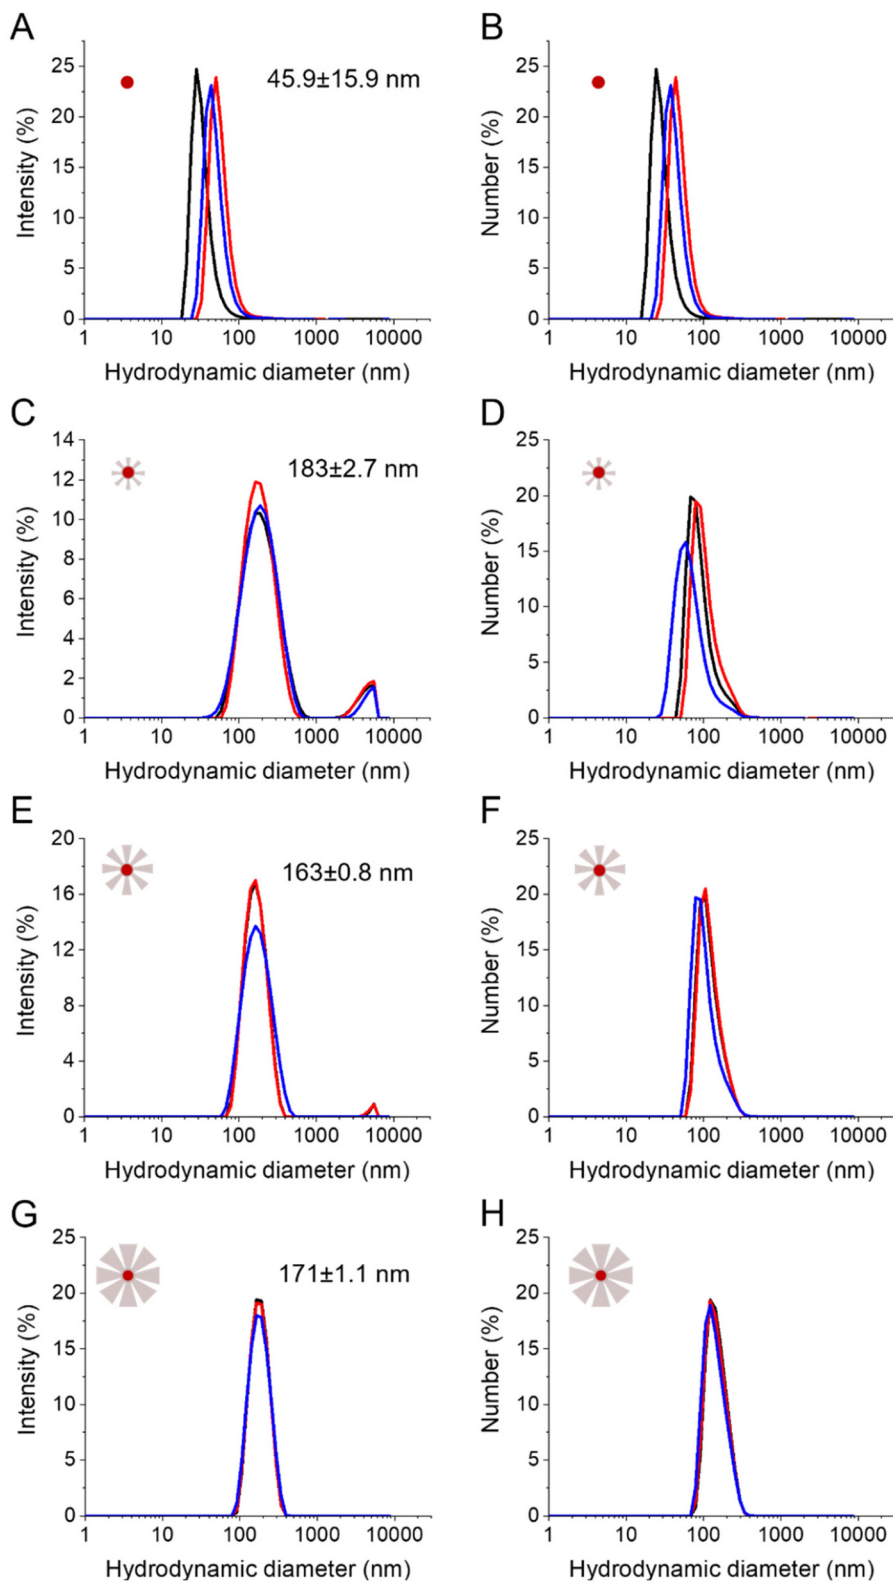 A
B
25
20
15
10
5
0
Intensity (%)
45.9±15.9 nm
1 10 100 1000 10000
Hydrodynamic diameter (nm)
25
20
15
10
5
0
Number (%)
1 10 100 1000 10000
Hydrodynamic diameter (nm)
C
D
14
12
10
8
6
4
2
0
Intensity (%)
183±2.7 nm
1 10 100 1000 10000
Hydrodynamic diameter (nm)
25
20
15
10
5
0
Number (%)
1 10 100 1000 10000
Hydrodynamic diameter (nm)
E
F
20
16
12
8
4
0
Intensity (%)
163±0.8 nm
1 10 100 1000 10000
Hydrodynamic diameter (nm)
25
20
15
10
5
0
Number (%)
1 10 100 1000 10000
Hydrodynamic diameter (nm)
G
H
25
20
15
10
5
0
Intensity (%)
171±1.1 nm
1 10 100 1000 10000
Hydrodynamic diameter (nm)
25
20
15
10
5
0
Number (%)
1 10 100 1000 10000
Hydrodynamic diameter (nm)